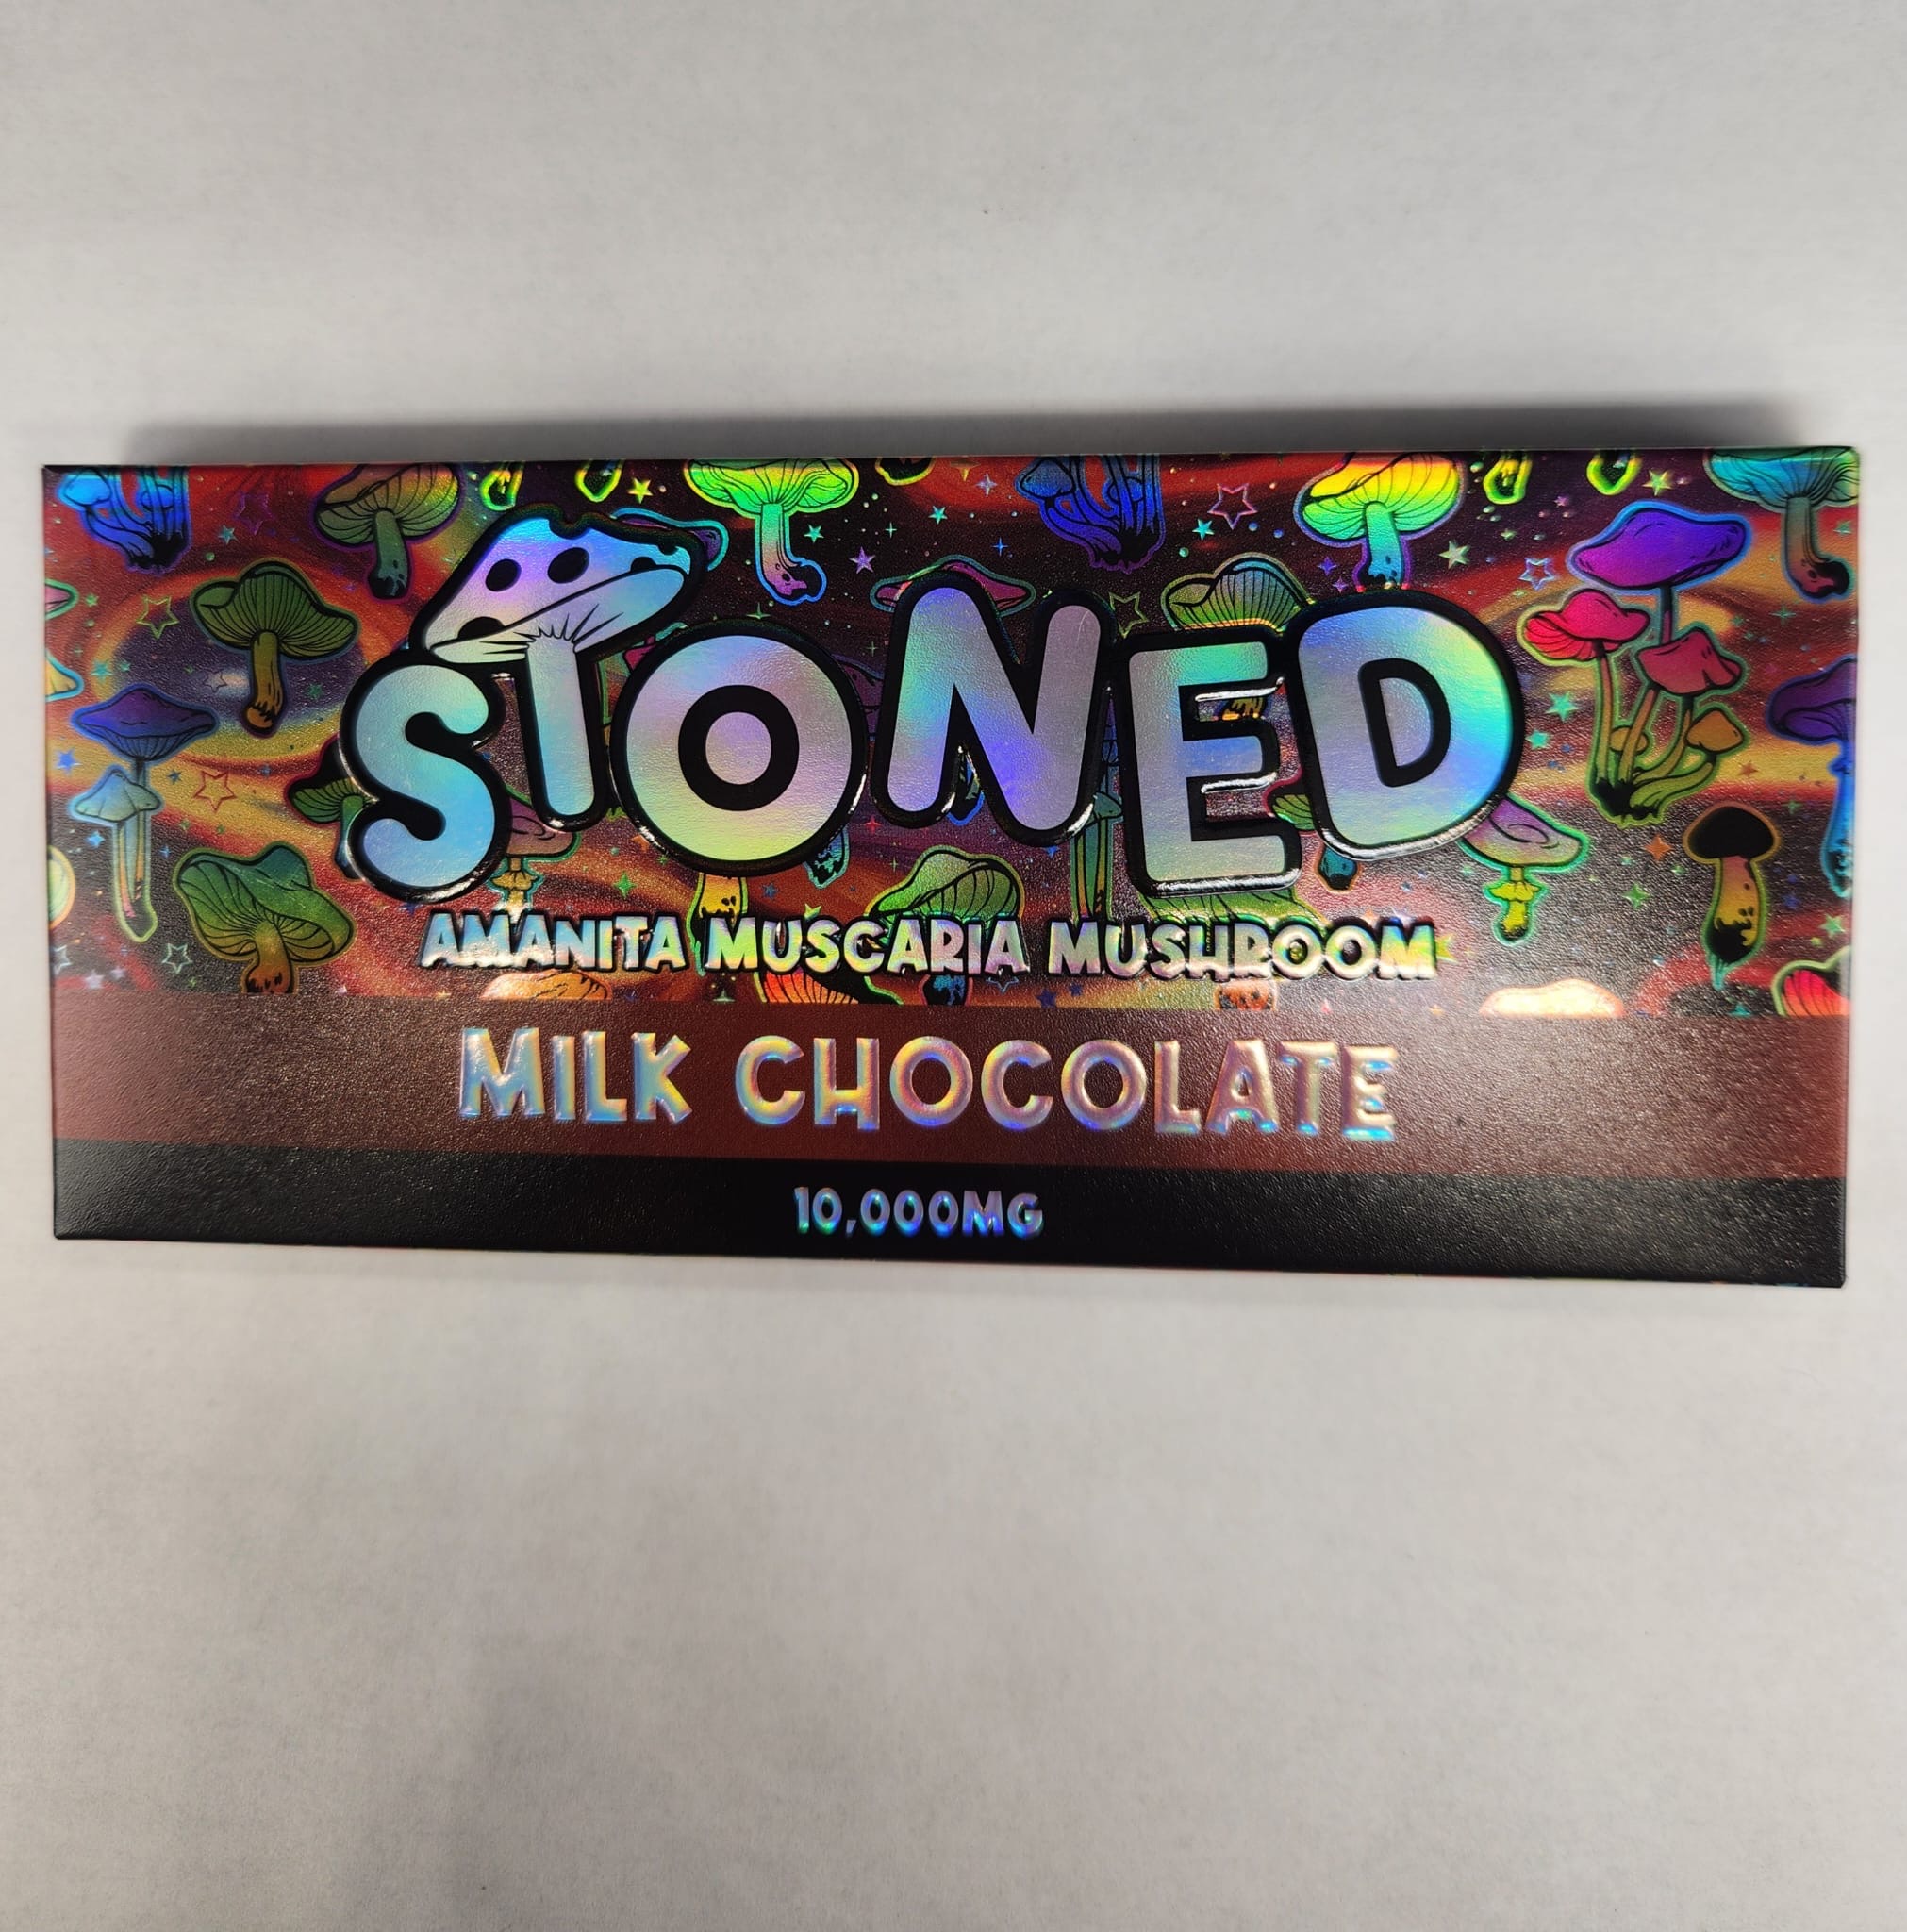 STONED
AMANITA MUSCARIA MUSHROOM
MILK CHOCOLATE
10,000MG